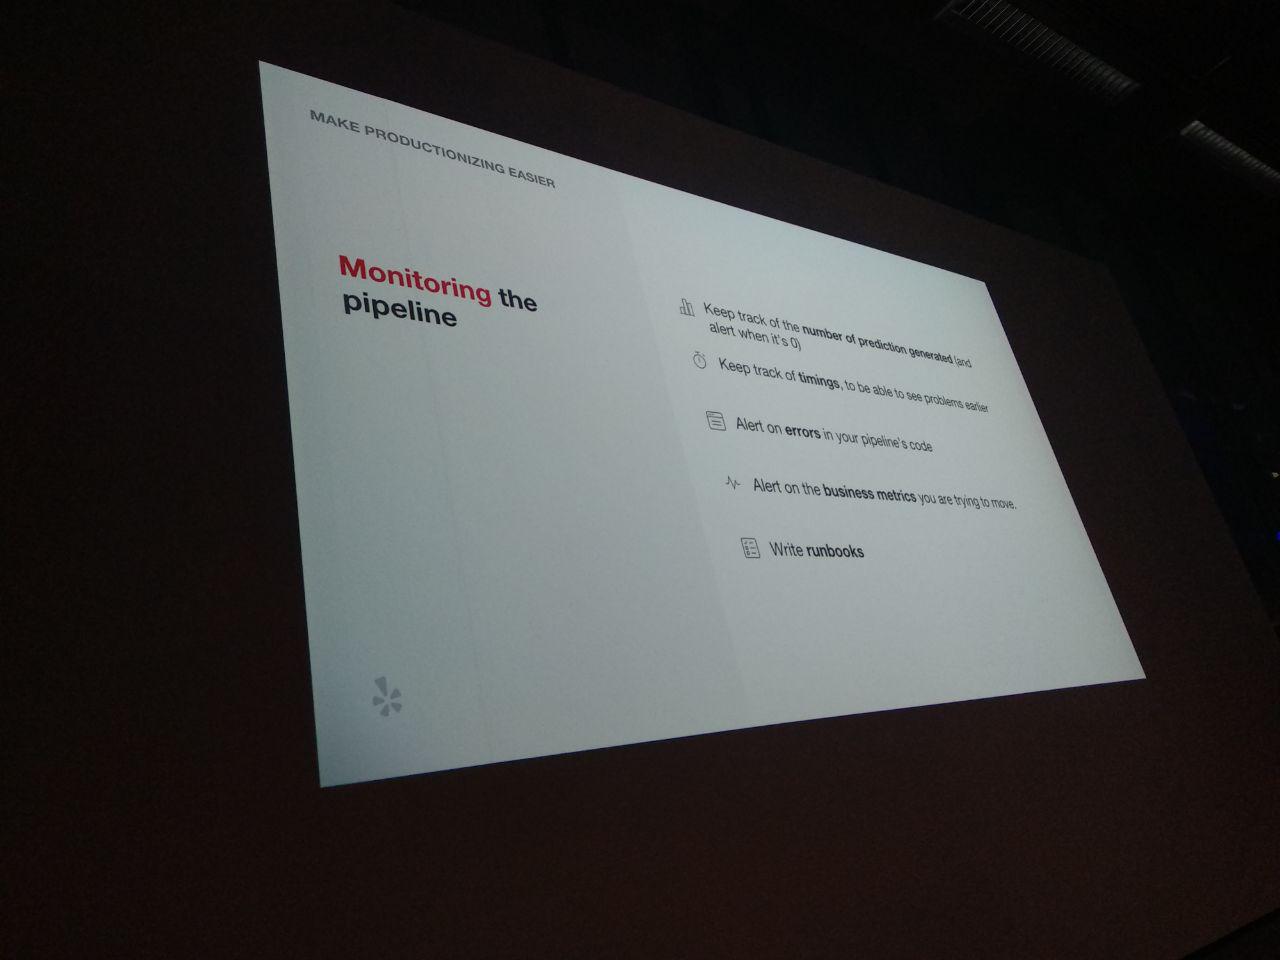 MAKE PRODUCTIONIZING EASIER
Monitoring the
pipeline
Keep track of the number of prediction generated (and
alert when it's 0)
Keep track of timings, to be able to see problems earlier
Alert on errors in your pipeline's code
Alert on the business metrics you are trying to move.
Write runbooks